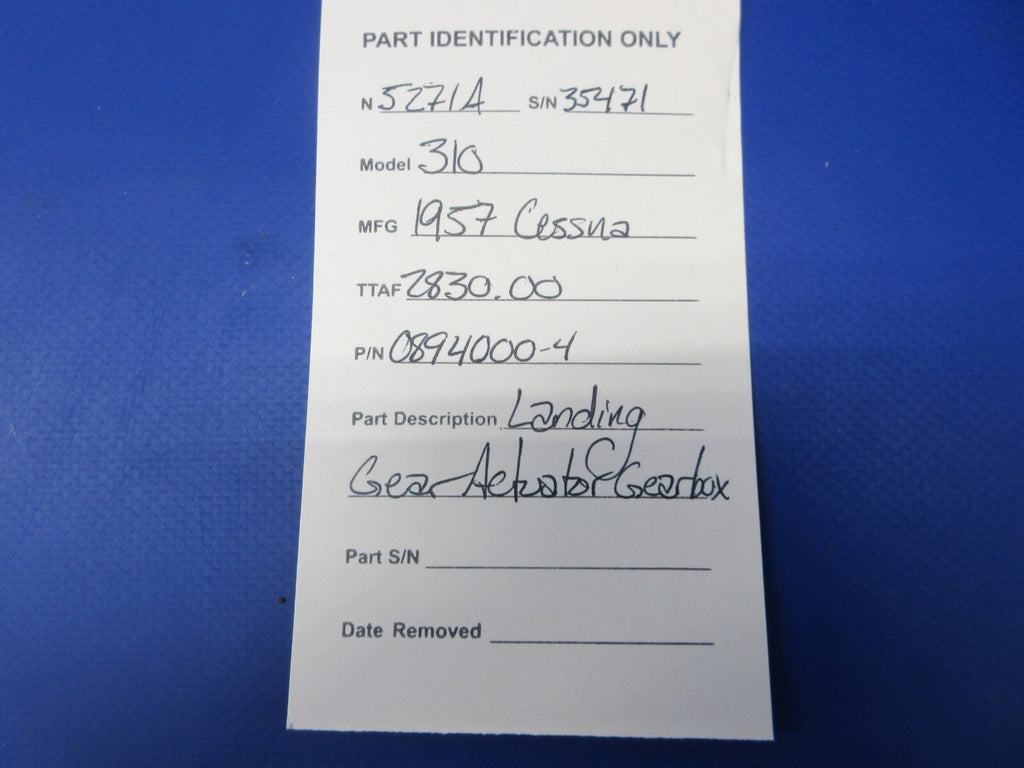 PART IDENTIFICATION ONLY
N 5271A S/N 35471
Model 310
MFG 1957 Cessna
TTAF 2830.00
P/N 0894000-4
Part Description Landing
Gear Actuator Gearbox
Part S/N
Date Removed